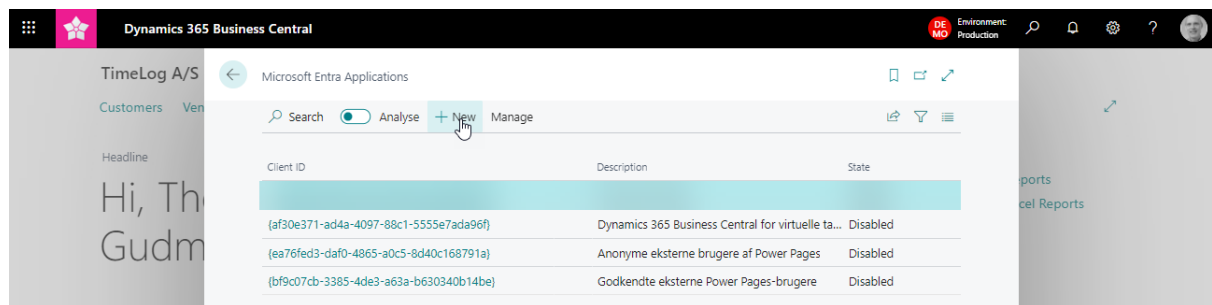 Dynamics 365 Business Central
DE
MO
Environment:
Production
TimeLog A/S
Microsoft Entra Applications
Customers Ven
Search Analyse New Manage
Headline
Hi, Th
Gudm
Client ID Description State
{af30e371-ad4a-4097-88c1-5555e7ada96f} Dynamics 365 Business Central for virtuelle ta... Disabled
{ea76fed3-daf0-4865-a0c5-8d40c168791a} Anonyme eksterne brugere af Power Pages Disabled
{bf9c07cb-3385-4de3-a63a-b630340b14be} Godkendte eksterne Power Pages-brugere Disabled
ports
cel Reports